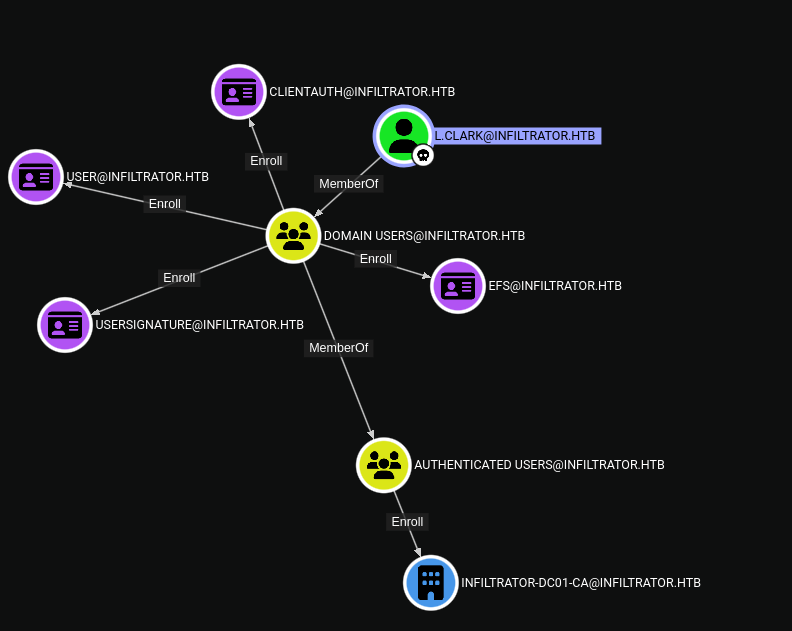 CLIENTAUTH@INFILTRATOR.HTB
L.CLARK@INFILTRATOR.HTB
Enroll
USER@INFILTRATOR.HTB
MemberOf
Enroll
DOMAIN USERS@INFILTRATOR.HTB
Enroll
Enroll
EFS@INFILTRATOR.HTB
USERSIGNATURE@INFILTRATOR.HTB
MemberOf
AUTHENTICATED USERS@INFILTRATOR.HTB
Enroll
INFILTRATOR-DC01-CA@INFILTRATOR.HTB